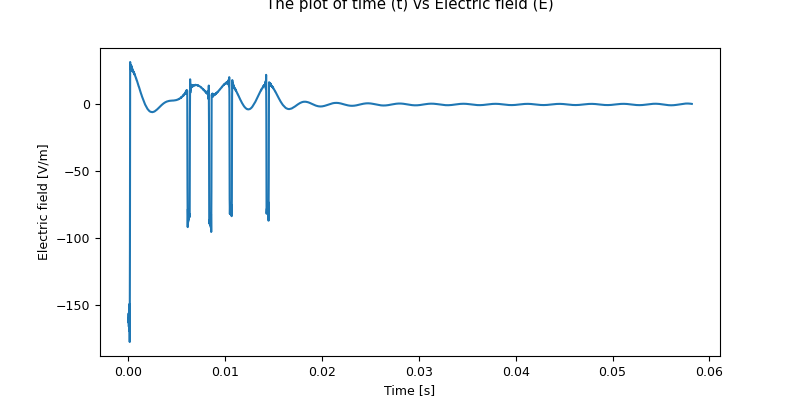 The plot of time (t) vs Electric field (E)
0
−50
−100
−150
Electric field [V/m]
0.00 0.01 0.02 0.03 0.04 0.05 0.06
Time [s]